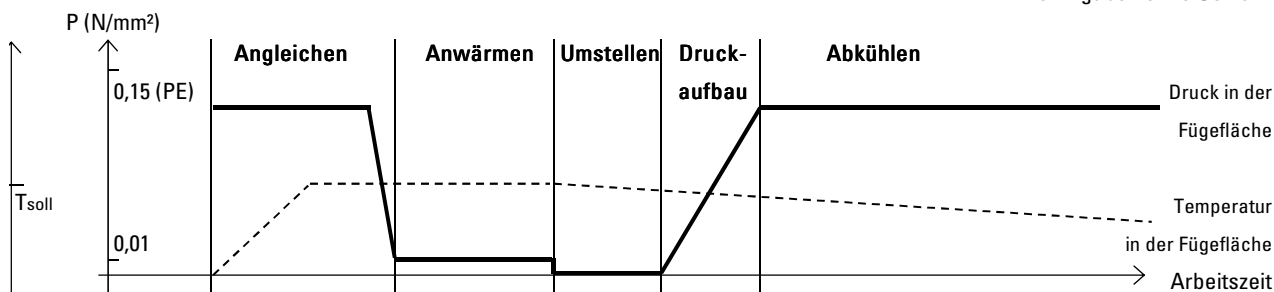 P (N/mm²)
Angleichen
Anwärmen
Umstellen
Druck-
aufbau
Abkühlen
0,15 (PE)
Druck in der
Fügefläche
Tsoll
Temperatur
in der Fügefläche
0,01
Arbeitszeit